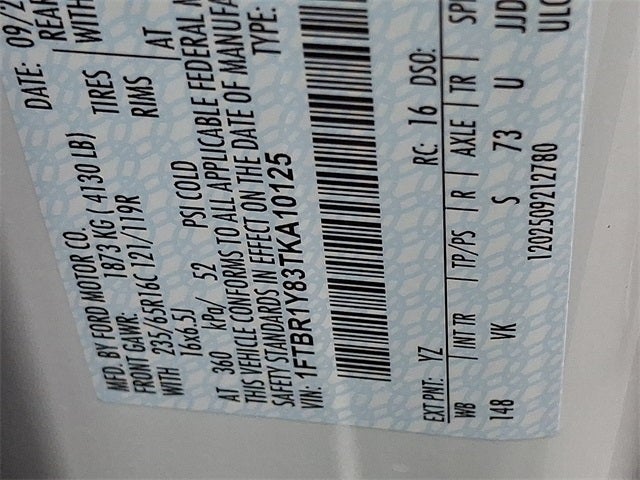 MFD. BY FORD MOTOR CO. DATE: 09/2
FRONT GAWR: 1873 KG ( 4130 LB) REAR
WITH 235/65R16C 121/119R TIRES WITH
16x6.5J RIMS
AT 360 kPa/ 52 PSI COLD AT
THIS VEHICLE CONFORMS TO ALL APPLICABLE FEDERAL M
SAFETY STANDARDS IN EFFECT ON THE DATE OF MANUFA
VIN: 1FTBR1Y83TKA10125 TYPE:
EXT PNT: YZ RC: 16 DSO:
WB | INT TR | TP/PS | R | AXLE | TR | SP
148 VK S 73 U JJD
1202509212780 ULC